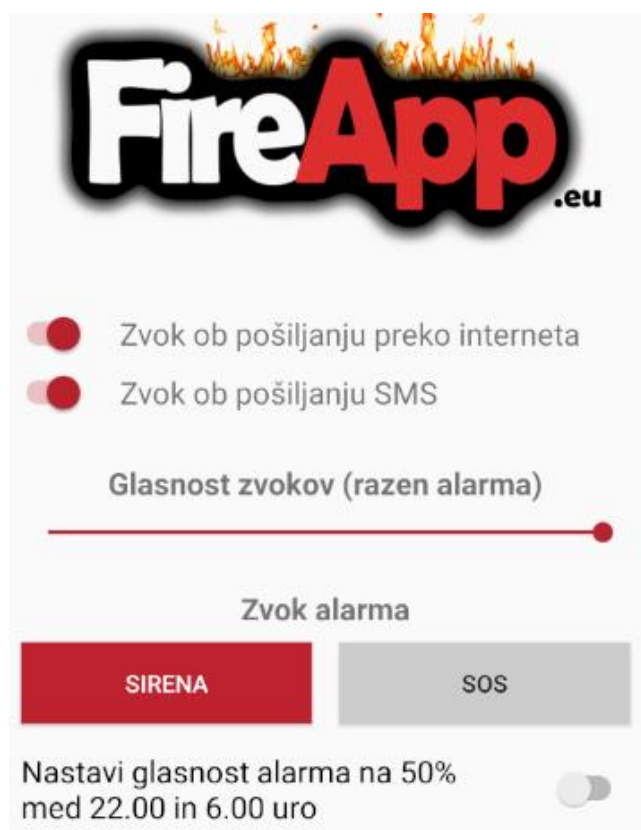 FireApp
.eu
Zvok ob pošiljanju preko interneta
Zvok ob pošiljanju SMS
Glasnost zvokov (razen alarma)
Zvok alarma
SIRENA SOS
Nastavi glasnost alarma na 50%
med 22.00 in 6.00 uro